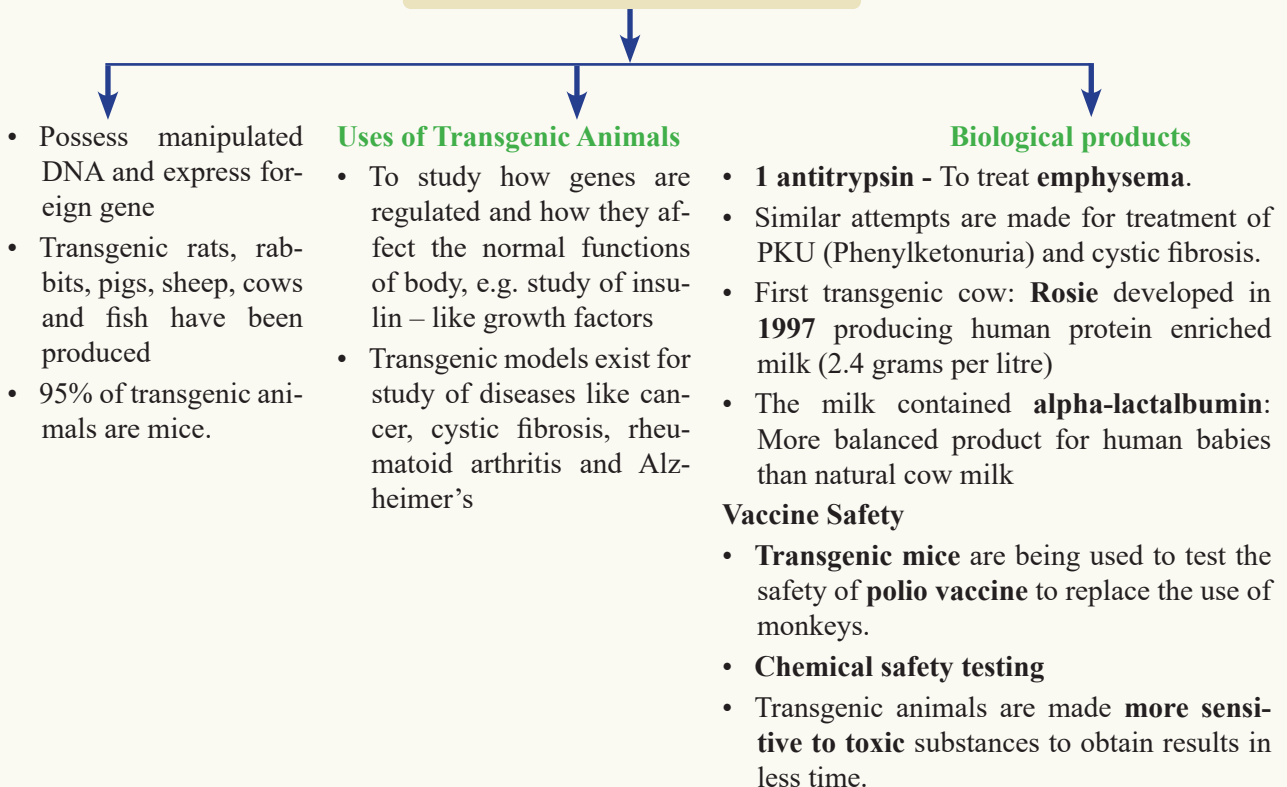 • Possess manipulated
DNA and express for-
eign gene
• Transgenic rats, rab-
bits, pigs, sheep, cows
and fish have been
produced
• 95% of transgenic ani-
mals are mice.
Uses of Transgenic Animals
• To study how genes are
regulated and how they af-
fect the normal functions
of body, e.g. study of insu-
lin – like growth factors
• Transgenic models exist for
study of diseases like can-
cer, cystic fibrosis, rheu-
matoid arthritis and Alz-
heimer’s
Biological products
• 1 antitrypsin - To treat emphysema.
• Similar attempts are made for treatment of
PKU (Phenylketonuria) and cystic fibrosis.
• First transgenic cow: Rosie developed in
1997 producing human protein enriched
milk (2.4 grams per litre)
• The milk contained alpha-lactalbumin:
More balanced product for human babies
than natural cow milk
Vaccine Safety
• Transgenic mice are being used to test the
safety of polio vaccine to replace the use of
monkeys.
• Chemical safety testing
• Transgenic animals are made more sensi-
tive to toxic substances to obtain results in
less time.